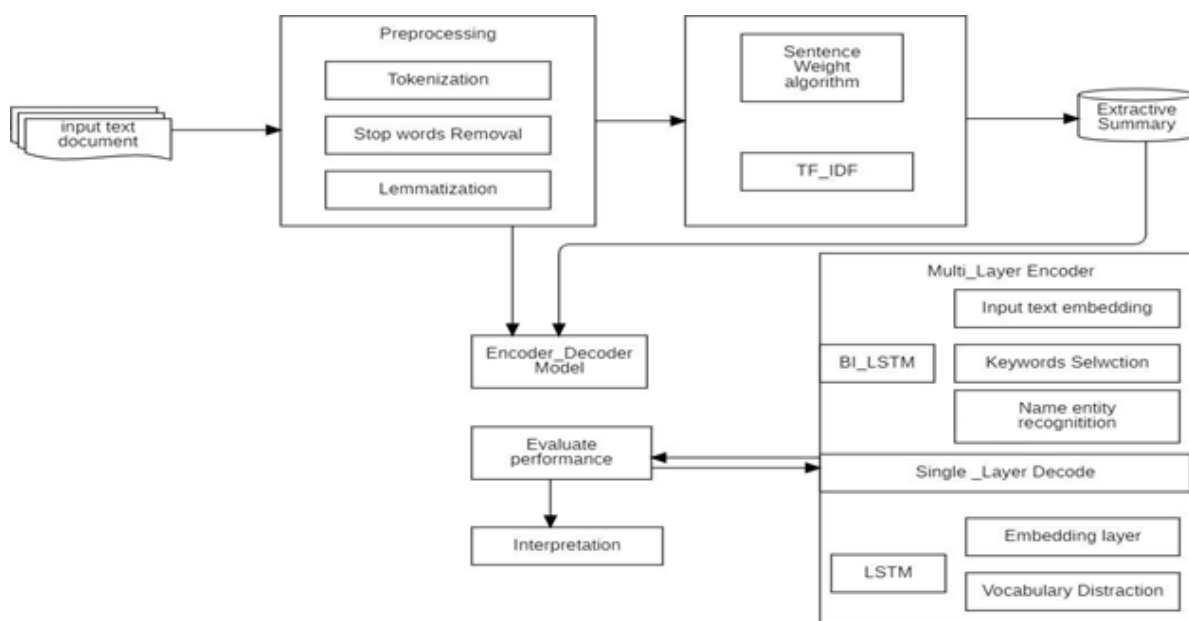 input text
document
Preprocessing
Tokenization
Stop words Removal
Lemmatization
Sentence
Weight
algorithm
TF_IDF
Extractive
Summary
Encoder_Decoder
Model
Evaluate
performance
Interpretation
Multi_Layer Encoder
BI_LSTM
Input text embedding
Keywords Selwction
Name entity
recognitition
Single _Layer Decode
LSTM
Embedding layer
Vocabulary Distraction